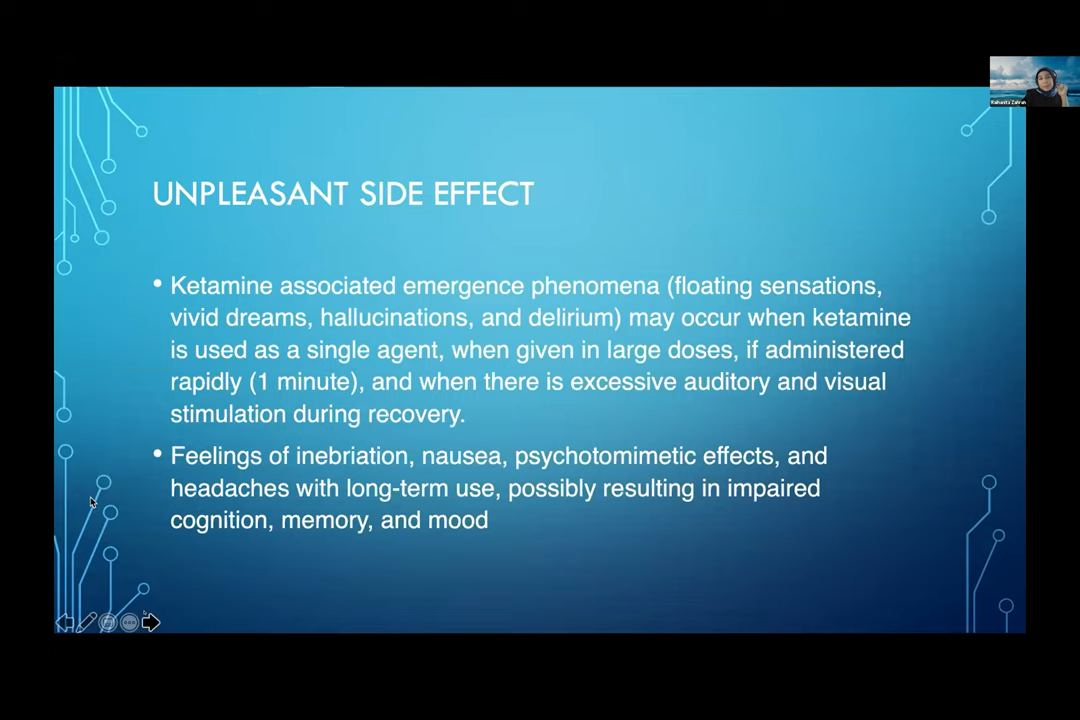 UNPLEASANT SIDE EFFECT
• Ketamine associated emergence phenomena (floating sensations,
vivid dreams, hallucinations, and delirium) may occur when ketamine
is used as a single agent, when given in large doses, if administered
rapidly (1 minute), and when there is excessive auditory and visual
stimulation during recovery.
• Feelings of inebriation, nausea, psychotomimetic effects, and
headaches with long-term use, possibly resulting in impaired
cognition, memory, and mood